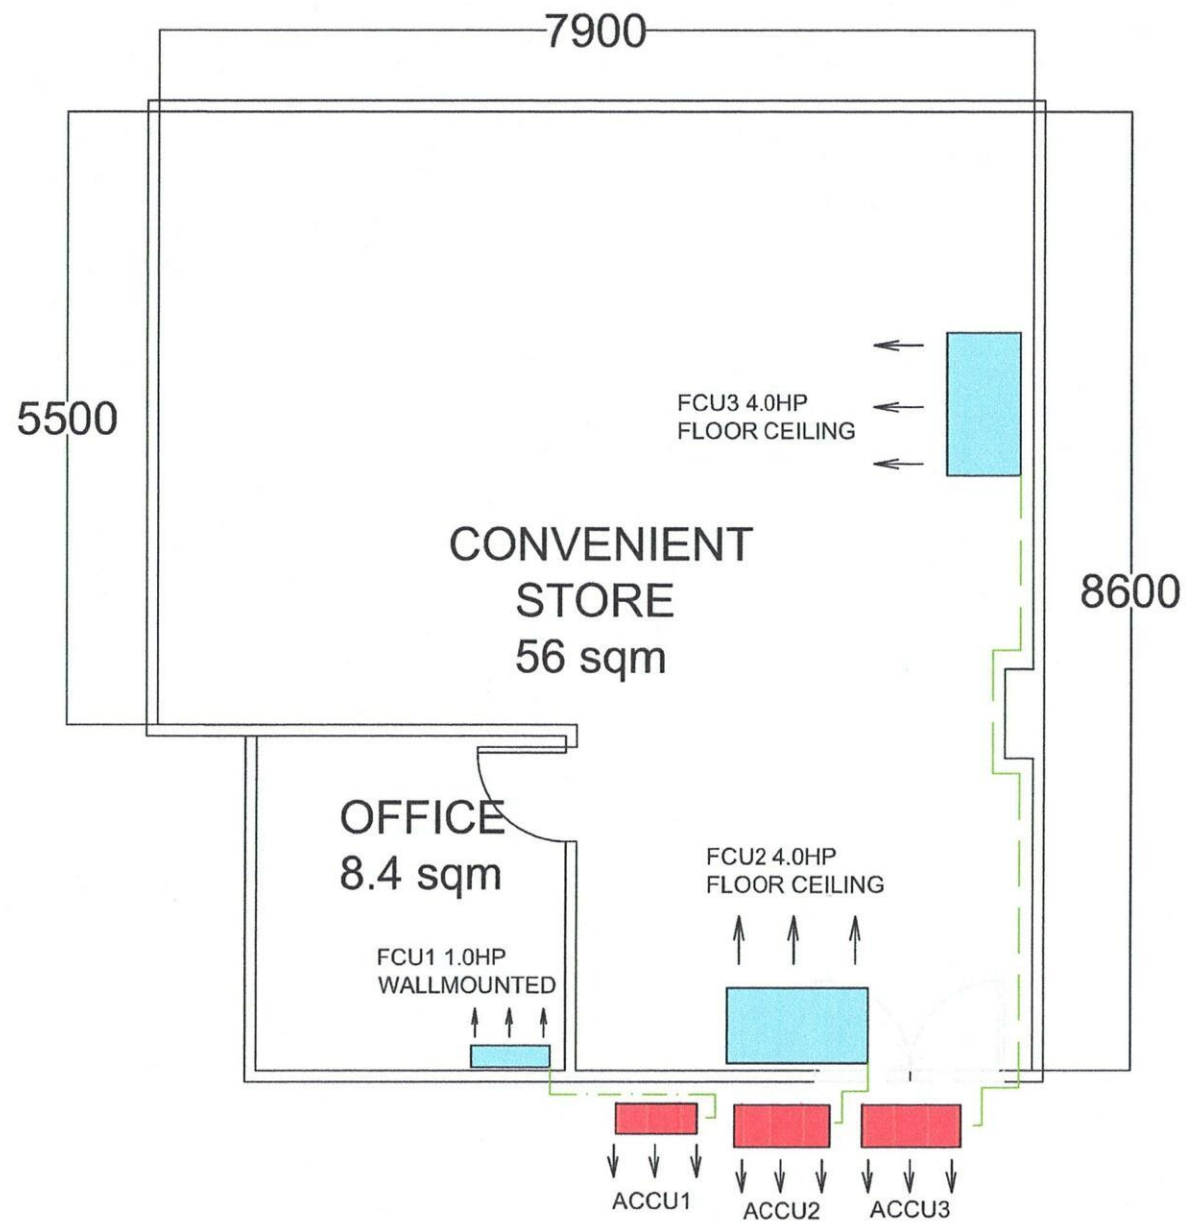 7900
5500
FCU3 4.0HP
FLOOR CEILING
CONVENIENT
STORE
56 sqm
8600
OFFICE
8.4 sqm
FCU2 4.0HP
FLOOR CEILING
FCU1 1.0HP
WALLMOUNTED
ACCU1
ACCU2
ACCU3